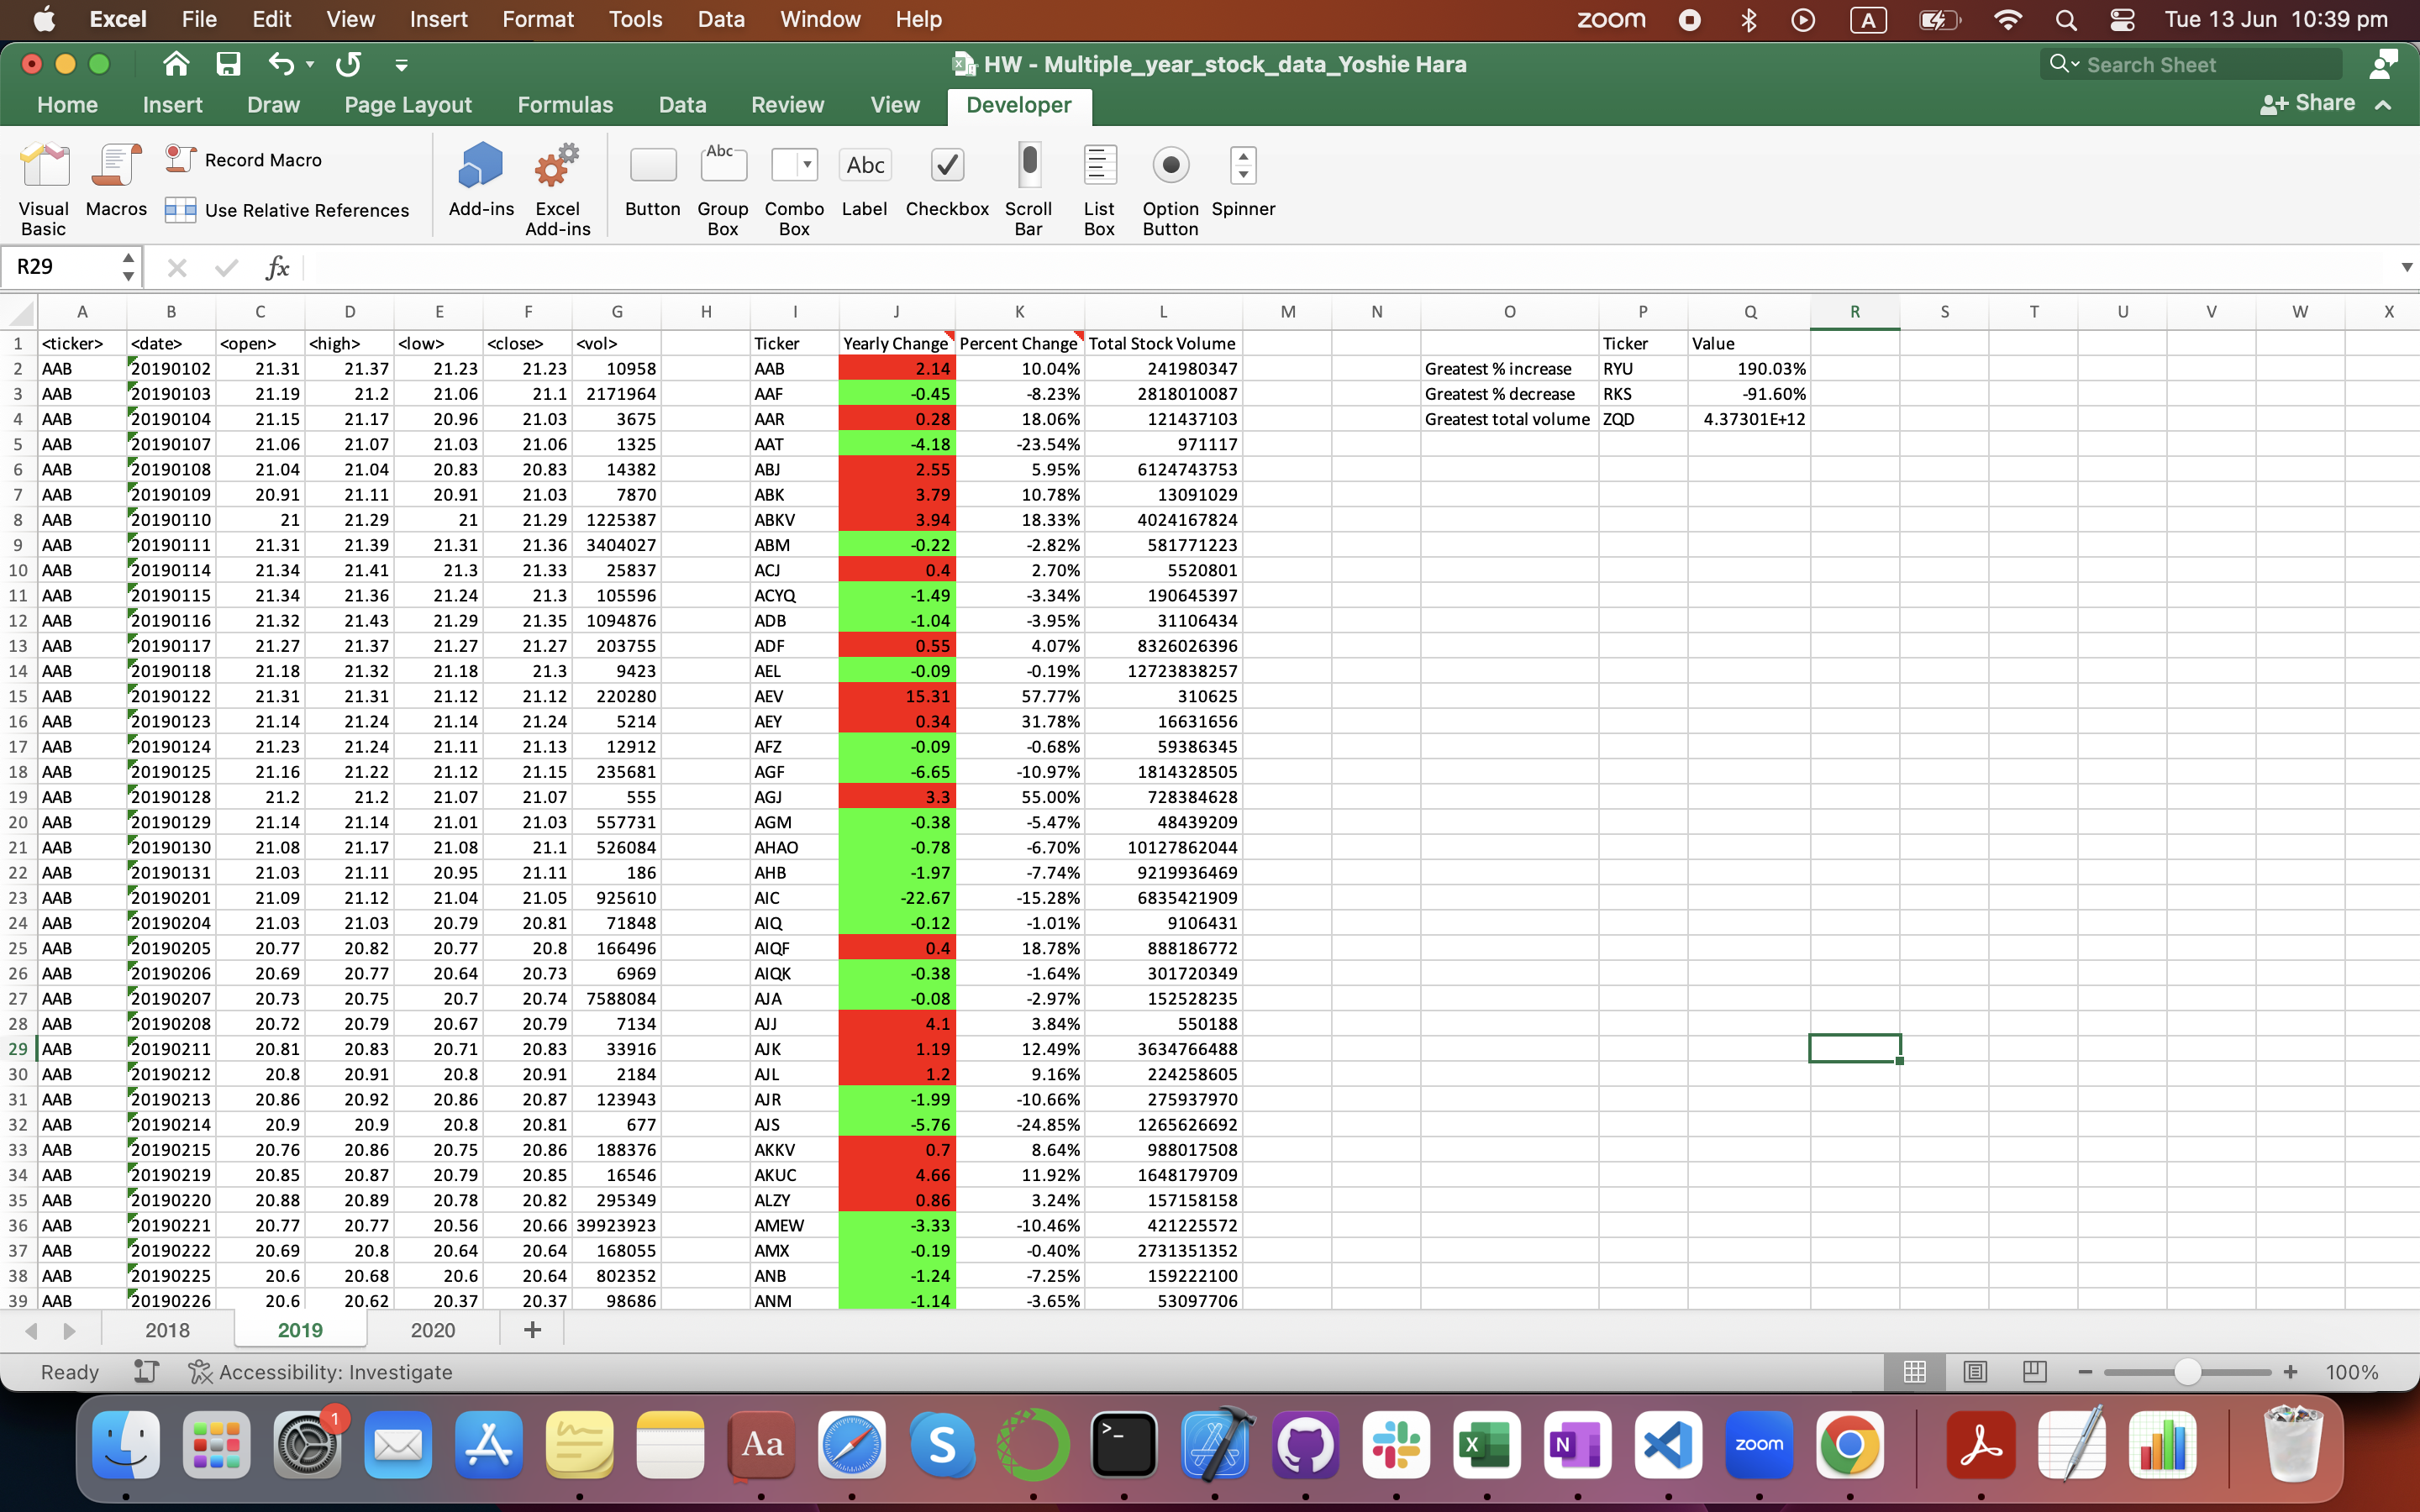 Excel File Edit View Insert Format Tools Data Window Help zoom A Tue 13 Jun 10:39 pm
HW - Multiple_year_stock_data_Yoshie Hara Search Sheet
Home Insert Draw Page Layout Formulas Data Review View Developer Share
Visual Basic Macros Record Macro Use Relative References Add-ins Excel Add-ins Button Abc Group Box Combo Box Abc Label Checkbox Scroll Bar List Box Option Button Spinner
R29 fx
A B C D E F G H I J K L M N O P Q R S T U V W X
1 <ticker> <date> <open> <high> <low> <close> <vol> Ticker Yearly Change Percent Change Total Stock Volume Ticker Value
2 AAB 20190102 21.31 21.37 21.23 21.23 10958 AAB 2.14 10.04% 241980347 Greatest % increase RYU 190.03%
3 AAB 20190103 21.19 21.2 21.06 21.1 2171964 AAF -0.45 -8.23% 2818010087 Greatest % decrease RKS -91.60%
4 AAB 20190104 21.15 21.17 20.96 21.03 3675 AAR 0.28 18.06% 121437103 Greatest total volume ZQD 4.37301E+12
5 AAB 20190107 21.06 21.07 21.03 21.06 1325 AAT -4.18 -23.54% 971117
6 AAB 20190108 21.04 21.04 20.83 20.83 14382 ABJ 2.55 5.95% 6124743753
7 AAB 20190109 20.91 21.11 20.91 21.03 7870 ABK 3.79 10.78% 13091029
8 AAB 20190110 21 21.29 21 21.29 1225387 ABKV 3.94 18.33% 4024167824
9 AAB 20190111 21.31 21.39 21.31 21.36 3404027 ABM -0.22 -2.82% 581771223
10 AAB 20190114 21.34 21.41 21.3 21.33 25837 ACJ 0.4 2.70% 5520801
11 AAB 20190115 21.34 21.36 21.24 21.3 105596 ACYQ -1.49 -3.34% 190645397
12 AAB 20190116 21.32 21.43 21.29 21.35 1094876 ADB -1.04 -3.95% 31106434
13 AAB 20190117 21.27 21.37 21.27 21.27 203755 ADF 0.55 4.07% 8326026396
14 AAB 20190118 21.18 21.32 21.18 21.3 9423 AEL -0.09 -0.19% 12723838257
15 AAB 20190122 21.31 21.31 21.12 21.12 220280 AEV 15.31 57.77% 310625
16 AAB 20190123 21.14 21.24 21.14 21.24 5214 AEY 0.34 31.78% 16631656
17 AAB 20190124 21.23 21.24 21.11 21.13 12912 AFZ -0.09 -0.68% 59386345
18 AAB 20190125 21.16 21.22 21.12 21.15 235681 AGF -6.65 -10.97% 1814328505
19 AAB 20190128 21.2 21.2 21.07 21.07 555 AGJ 3.3 55.00% 728384628
20 AAB 20190129 21.14 21.14 21.01 21.03 557731 AGM -0.38 -5.47% 48439209
21 AAB 20190130 21.08 21.17 21.08 21.1 526084 AHAO -0.78 -6.70% 10127862044
22 AAB 20190131 21.03 21.11 20.95 21.11 186 AHB -1.97 -7.74% 9219936469
23 AAB 20190201 21.09 21.12 21.04 21.05 925610 AIC -22.67 -15.28% 6835421909
24 AAB 20190204 21.03 21.03 20.79 20.81 71848 AIQ -0.12 -1.01% 9106431
25 AAB 20190205 20.77 20.82 20.77 20.8 166496 AIQF 0.4 18.78% 888186772
26 AAB 20190206 20.69 20.77 20.64 20.73 6969 AIQK -0.38 -1.64% 301720349
27 AAB 20190207 20.73 20.75 20.7 20.74 7588084 AJA -0.08 -2.97% 152528235
28 AAB 20190208 20.72 20.79 20.67 20.79 7134 AJJ 4.1 3.84% 550188
29 AAB 20190211 20.81 20.83 20.71 20.83 33916 AJK 1.19 12.49% 3634766488
30 AAB 20190212 20.8 20.91 20.8 20.91 2184 AJL 1.2 9.16% 224258605
31 AAB 20190213 20.86 20.92 20.86 20.87 123943 AJR -1.99 -10.66% 275937970
32 AAB 20190214 20.9 20.9 20.8 20.81 677 AJS -5.76 -24.85% 1265626692
33 AAB 20190215 20.76 20.86 20.75 20.86 188376 AKKV 0.7 8.64% 988017508
34 AAB 20190219 20.85 20.87 20.79 20.85 16546 AKUC 4.66 11.92% 1648179709
35 AAB 20190220 20.88 20.89 20.78 20.82 295349 ALZY 0.86 3.24% 157158158
36 AAB 20190221 20.77 20.77 20.56 20.66 39923923 AMEW -3.33 -10.46% 421225572
37 AAB 20190222 20.69 20.8 20.64 20.64 168055 AMX -0.19 -0.40% 2731351352
38 AAB 20190225 20.6 20.68 20.6 20.64 802352 ANB -1.24 -7.25% 159222100
39 AAB 20190226 20.6 20.62 20.37 20.37 98686 ANM -1.14 -3.65% 53097706
2018 2019 2020 +
Ready Accessibility: Investigate 100%
1 Aa S >_ X N zoom